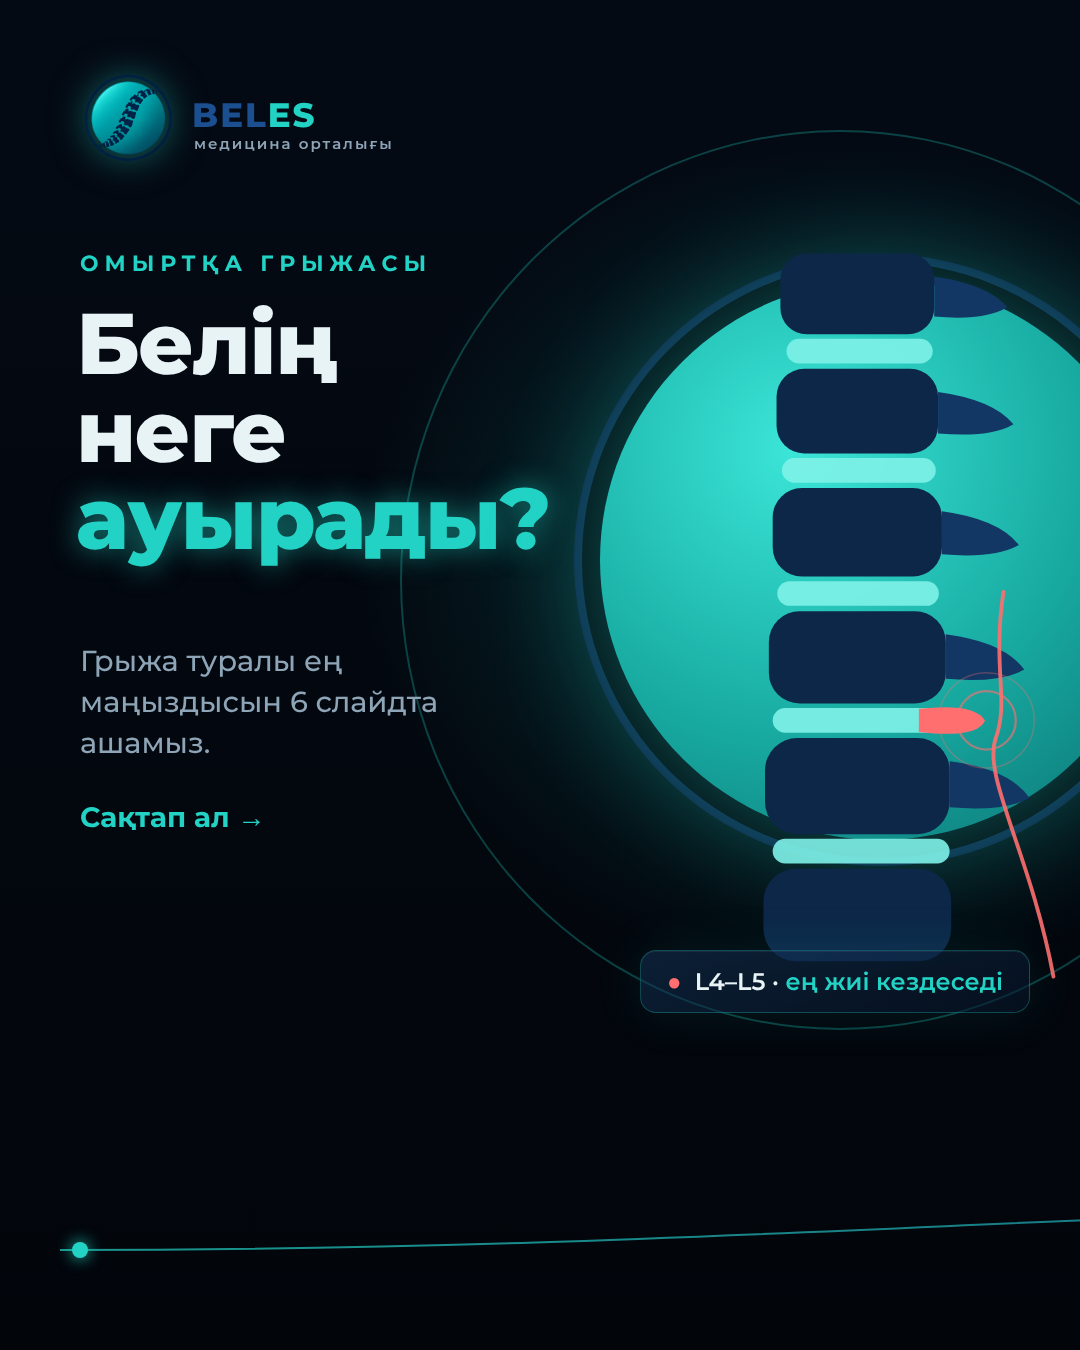 BELES
медицина орталығы
ОМЫРТҚА ГРЫЖАСЫ
Белің
неге
ауырады?
Грыжа туралы ең
маңыздысын 6 слайдта
ашамыз.
Сақтап ал →
L4–L5 · ең жиі кездеседі